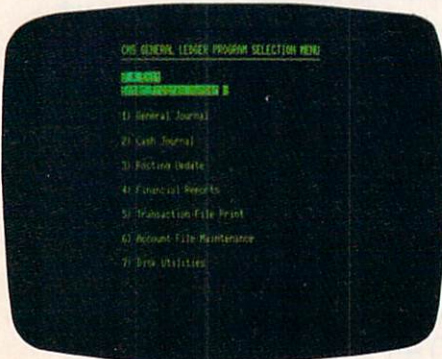 CMS GENERAL LEDGER PROGRAM SELECTION MENU
1) General Journal
2) Cash Journal
3) Posting Update
4) Financial Reports
5) Transaction File Print
6) Account File Maintenance
7) Disk Utilities